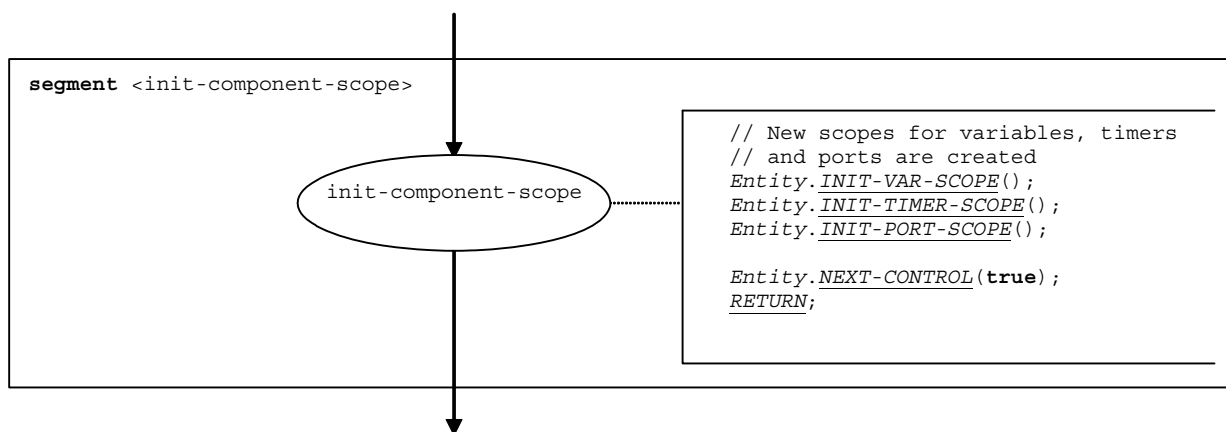 segment <init-component-scope>
init-component-scope
// New scopes for variables, timers
// and ports are created
Entity.INIT-VAR-SCOPE();
Entity.INIT-TIMER-SCOPE();
Entity.INIT-PORT-SCOPE();
Entity.NEXT-CONTROL(true);
RETURN;